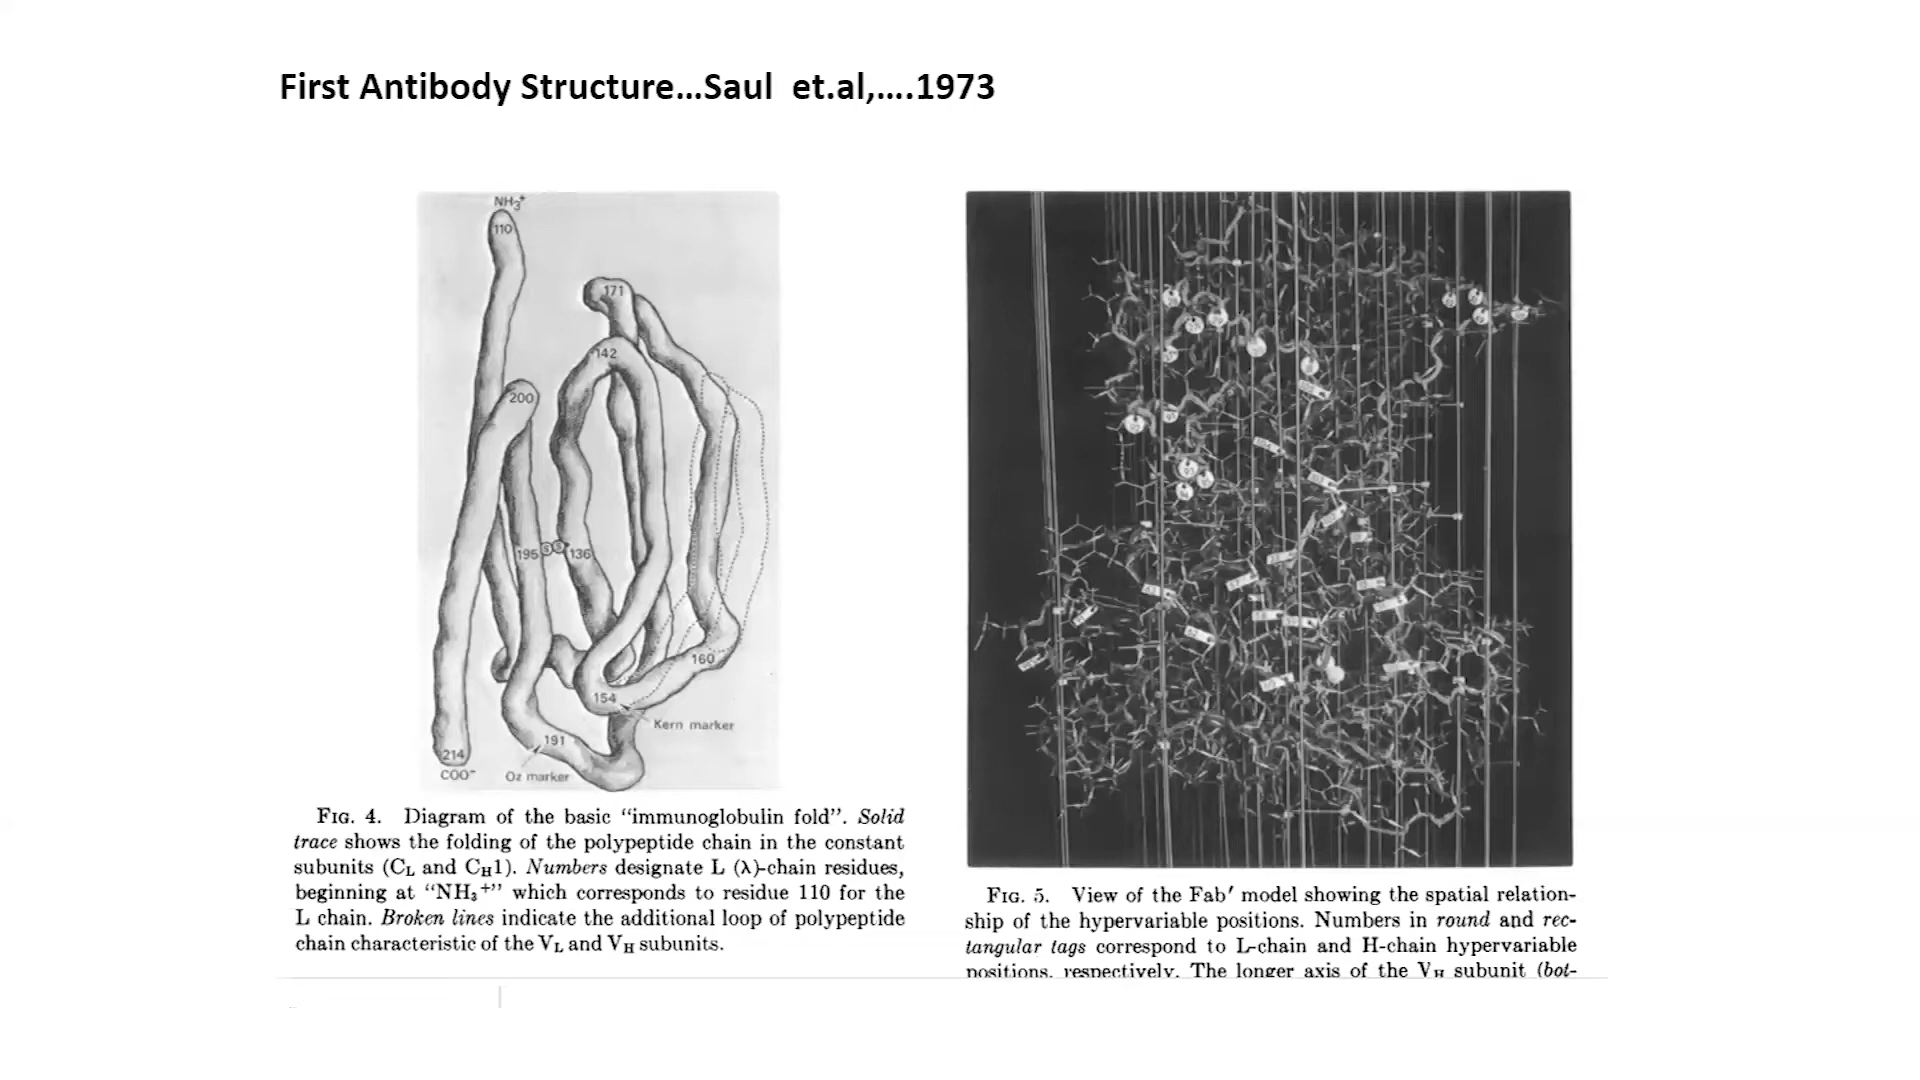 First Antibody Structure...Saul et.al,....1973
NH₃⁺
110
171
142
200
195 S S 136
160
154
Kern marker
191
214
COO⁻ Oz marker
FIG. 4. Diagram of the basic “immunoglobulin fold”. Solid
trace shows the folding of the polypeptide chain in the constant
subunits (CL and CH1). Numbers designate L (λ)-chain residues,
beginning at “NH₃⁺” which corresponds to residue 110 for the
L chain. Broken lines indicate the additional loop of polypeptide
chain characteristic of the VL and VH subunits.
FIG. 5. View of the Fab′ model showing the spatial relation-
ship of the hypervariable positions. Numbers in round and rec-
tangular tags correspond to L-chain and H-chain hypervariable
positions, respectively. The longer axis of the VH subunit (bot-